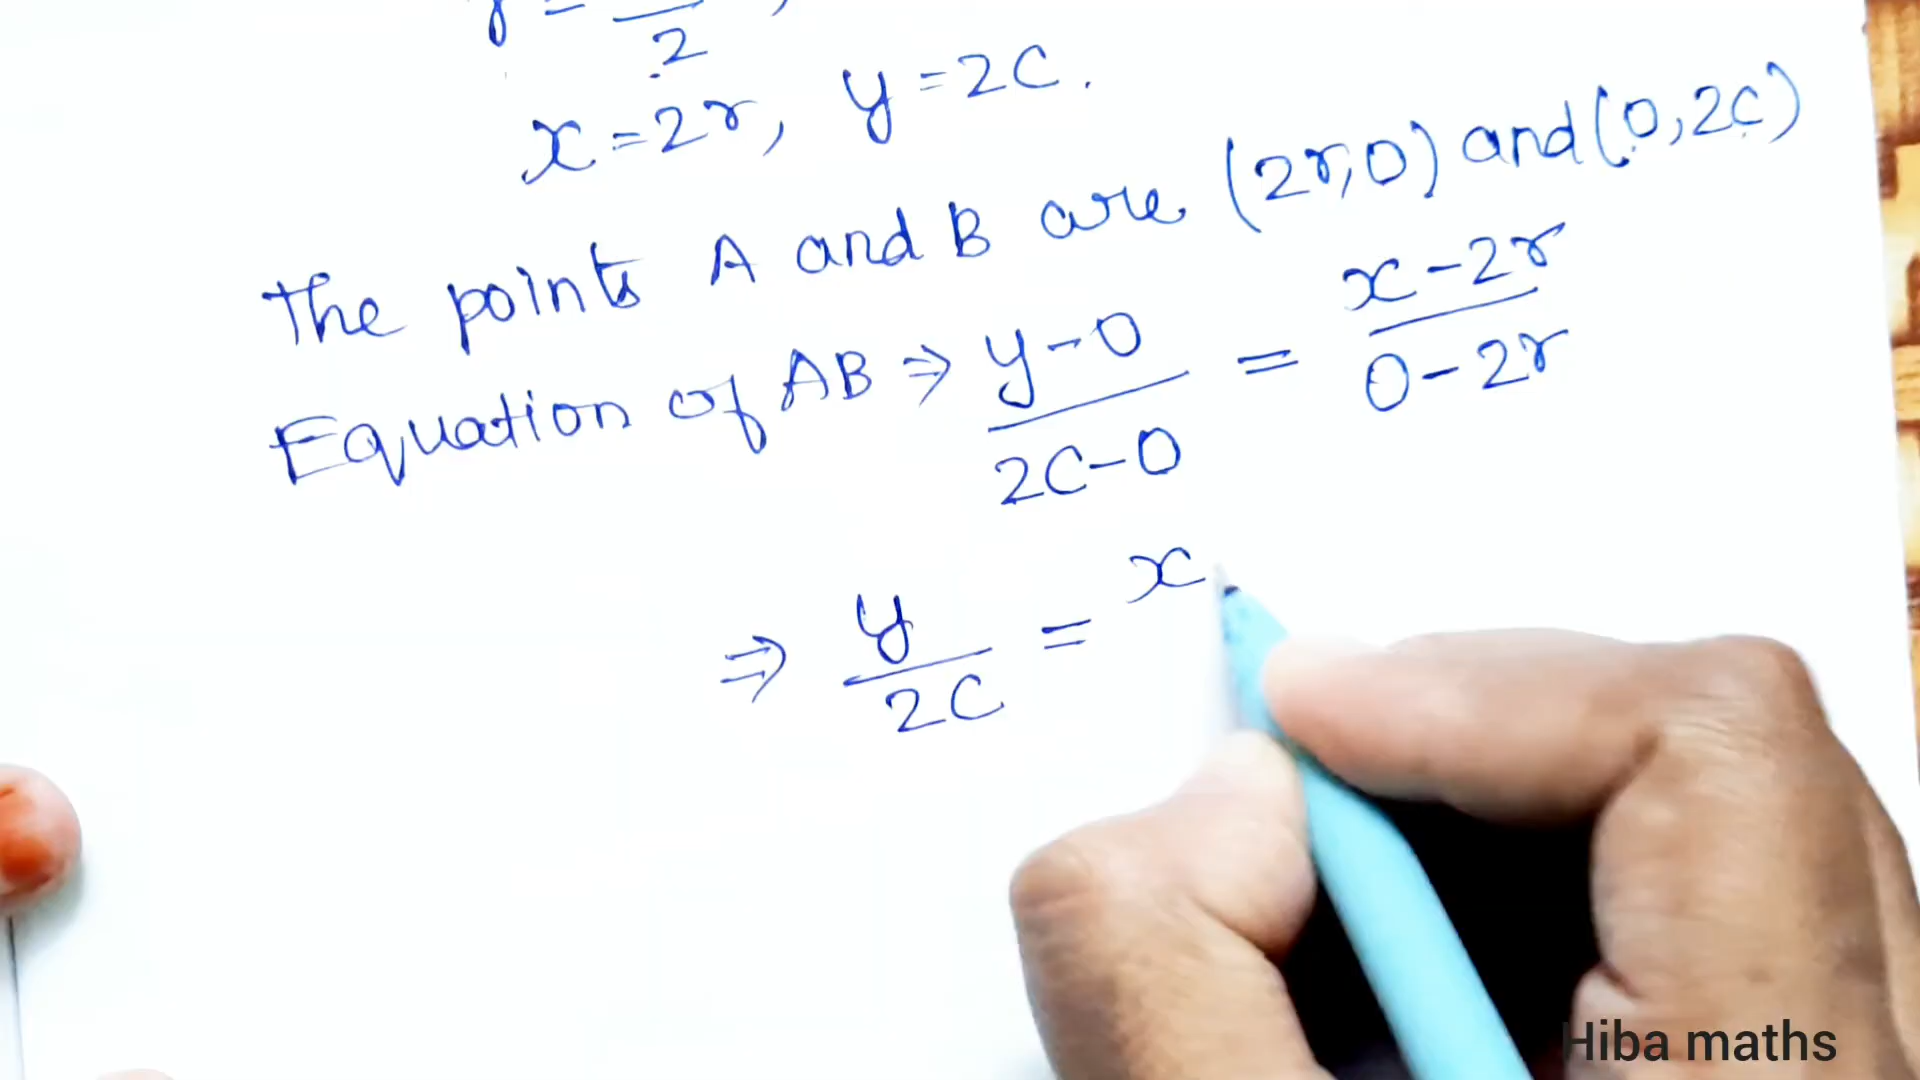 γ = /2
x = 2r, y = 2C.
The points A and B are (2r,0) and (0,2C)
Equation of AB ⇒ (y-0)/(2C-0) = (x-2r)/(0-2r)
⇒ y/2C = x
Hiba maths